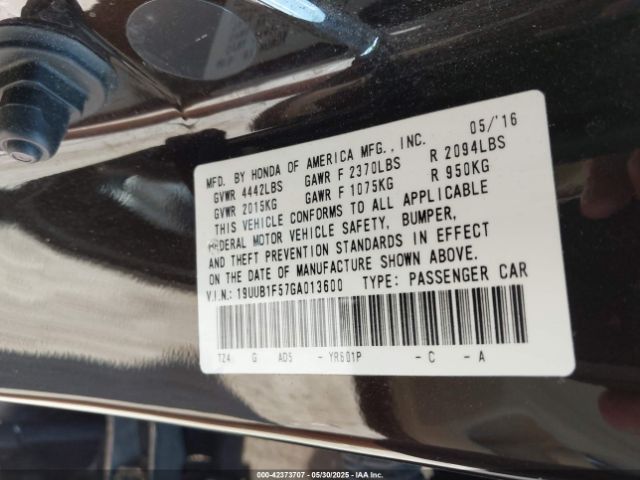 MFD. BY HONDA OF AMERICA MFG., INC. 05/'16
GVWR 4442LBS GAWR F 2370LBS R 2094LBS
GVWR 2015KG GAWR F 1075KG R 950KG
THIS VEHICLE CONFORMS TO ALL APPLICABLE
FEDERAL MOTOR VEHICLE SAFETY, BUMPER,
AND THEFT PREVENTION STANDARDS IN EFFECT
ON THE DATE OF MANUFACTURE SHOWN ABOVE.
V.I.N.: 19UUB1F57GA013600 TYPE: PASSENGER CAR
TZ4 G AD5 - YR601P - C - A
000-42373707 - 05/30/2025 - IAA Inc.